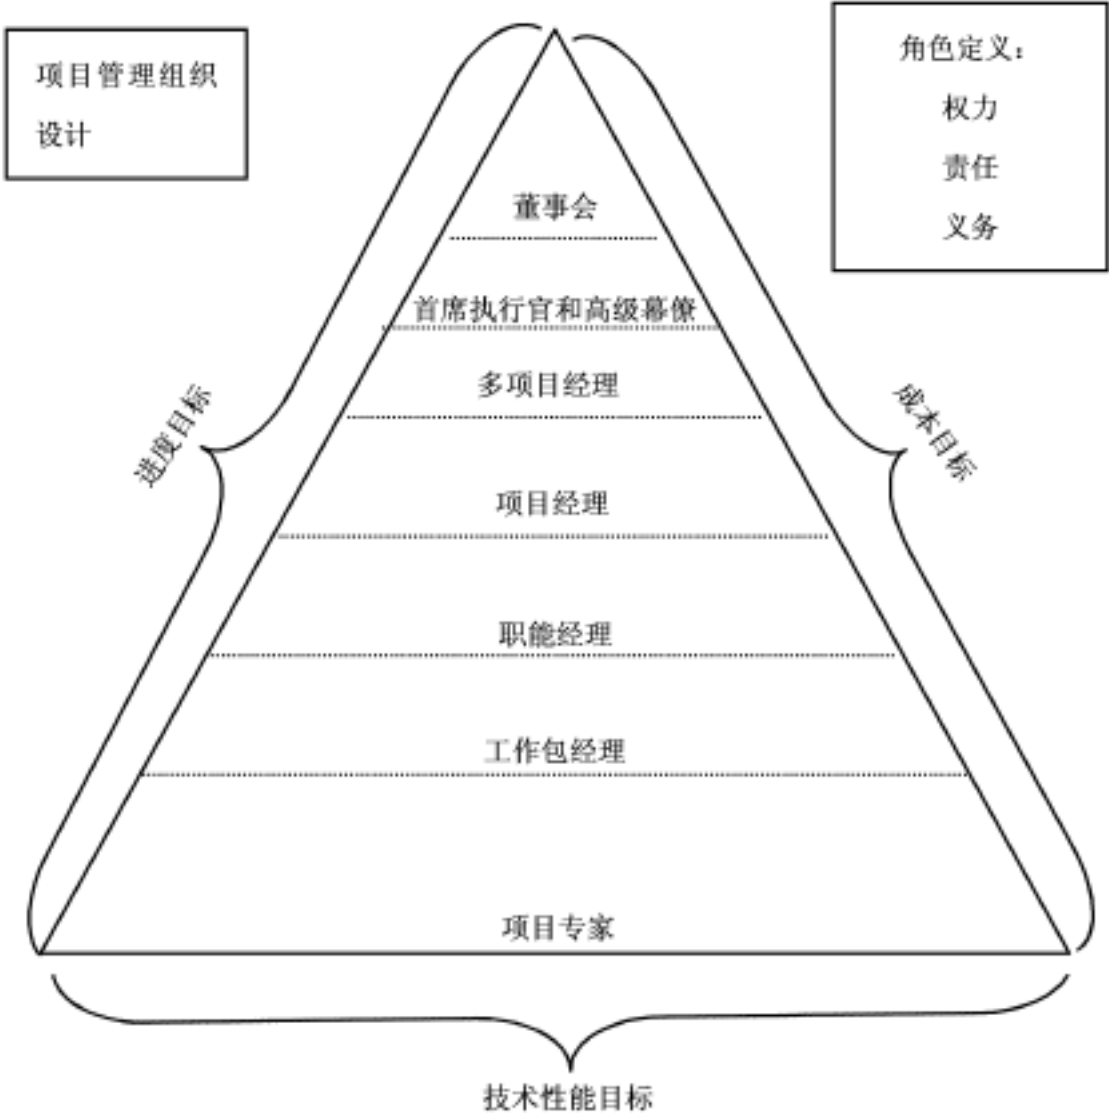 项目管理组织
设计
角色定义：
权力
责任
义务
董事会
首席执行官和高级幕僚
多项目经理
进度目标
成本目标
项目经理
职能经理
工作包经理
项目专家
技术性能目标